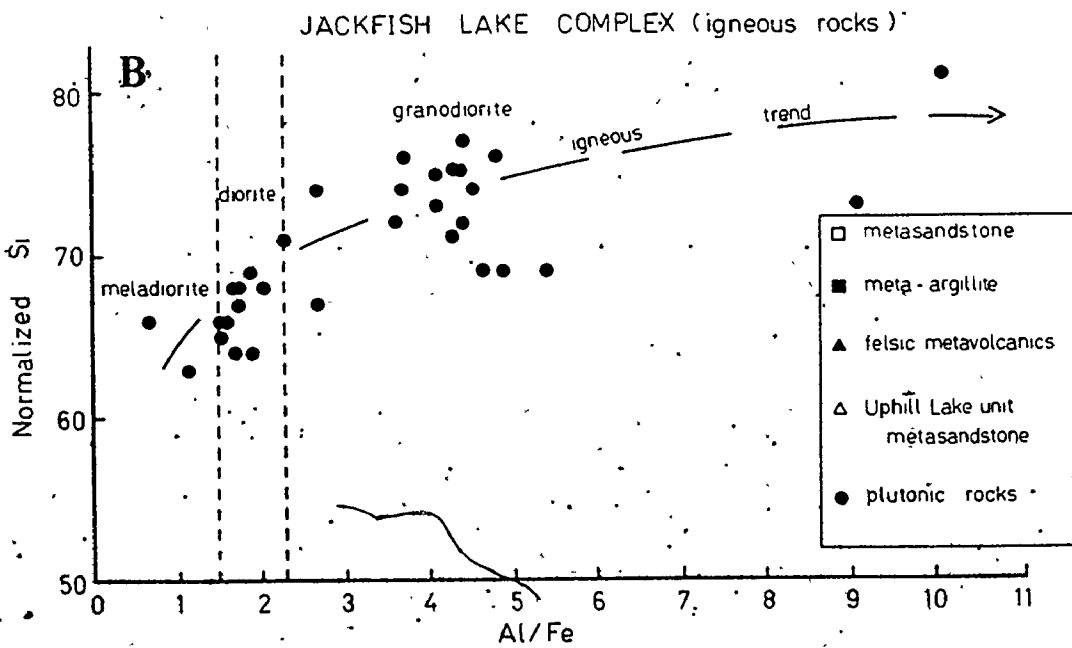 JACKFISH LAKE COMPLEX (igneous rocks)
B
80
70
60
50
Normalized Si
meladiorite
diorite
granodiorite
igneous trend
metasandstone
meta-argillite
felsic metavolcanics
Uphill Lake unit
metasandstone
plutonic rocks
0 1 2 3 4 5 6 7 8 9 10 11
Al/Fe